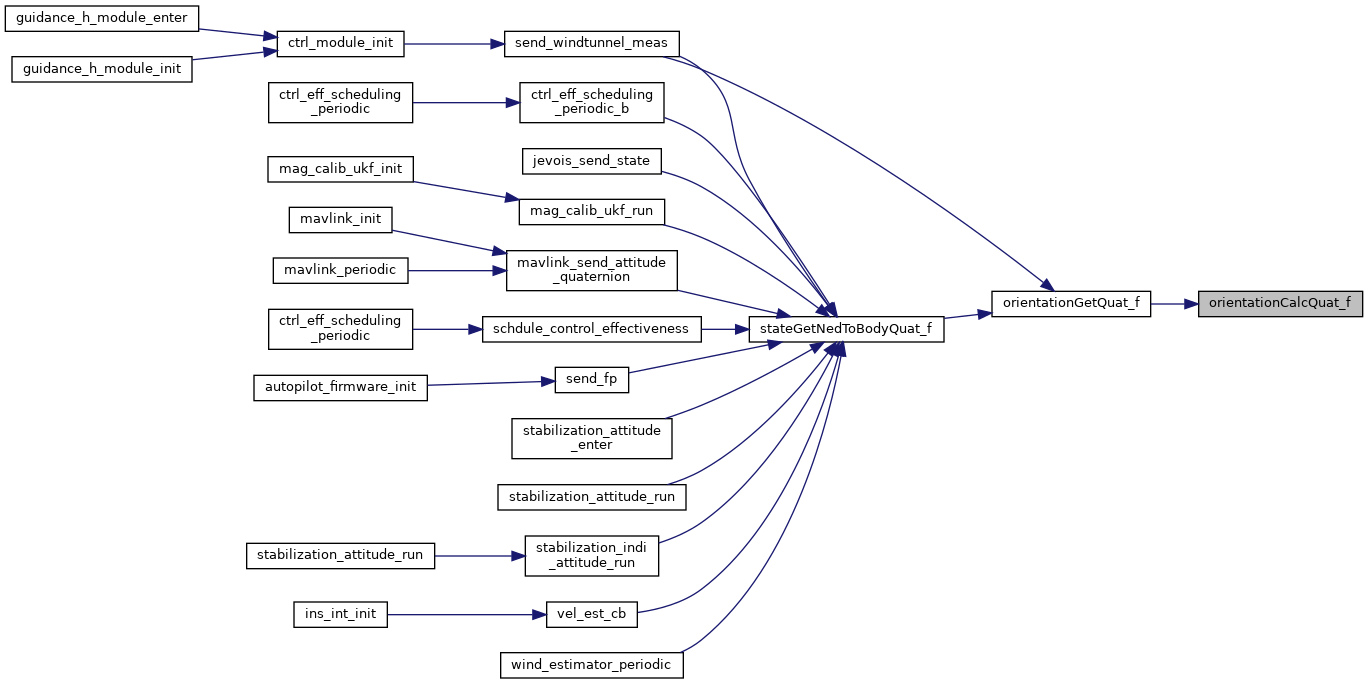 guidance_h_module_enter
guidance_h_module_init
ctrl_module_init
send_windtunnel_meas
ctrl_eff_scheduling
_periodic
ctrl_eff_scheduling
_periodic_b
jevois_send_state
mag_calib_ukf_init
mag_calib_ukf_run
mavlink_init
mavlink_periodic
mavlink_send_attitude
_quaternion
ctrl_eff_scheduling
_periodic
schdule_control_effectiveness
stateGetNedToBodyQuat_f
orientationGetQuat_f
orientationCalcQuat_f
autopilot_firmware_init
send_fp
stabilization_attitude
_enter
stabilization_attitude_run
stabilization_attitude_run
stabilization_indi
_attitude_run
ins_int_init
vel_est_cb
wind_estimator_periodic